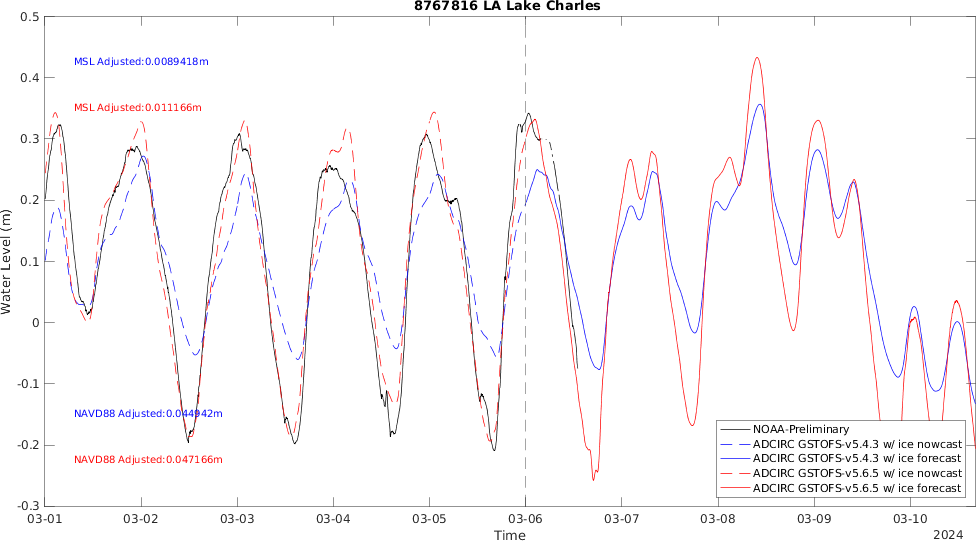 8767816 LA Lake Charles
0.5
MSL Adjusted:0.0089418m
0.4
MSL Adjusted:0.011166m
0.3
0.2
Water Level (m)
0.1
0
-0.1
NAVD88 Adjusted:0.044942m
-0.2
NAVD88 Adjusted:0.047166m
-0.3
NOAA-Preliminary
ADCIRC GSTOFS-v5.4.3 w/ ice nowcast
ADCIRC GSTOFS-v5.4.3 w/ ice forecast
ADCIRC GSTOFS-v5.6.5 w/ ice nowcast
ADCIRC GSTOFS-v5.6.5 w/ ice forecast
03-01 03-02 03-03 03-04 03-05 03-06 03-07 03-08 03-09 03-10
Time
2024